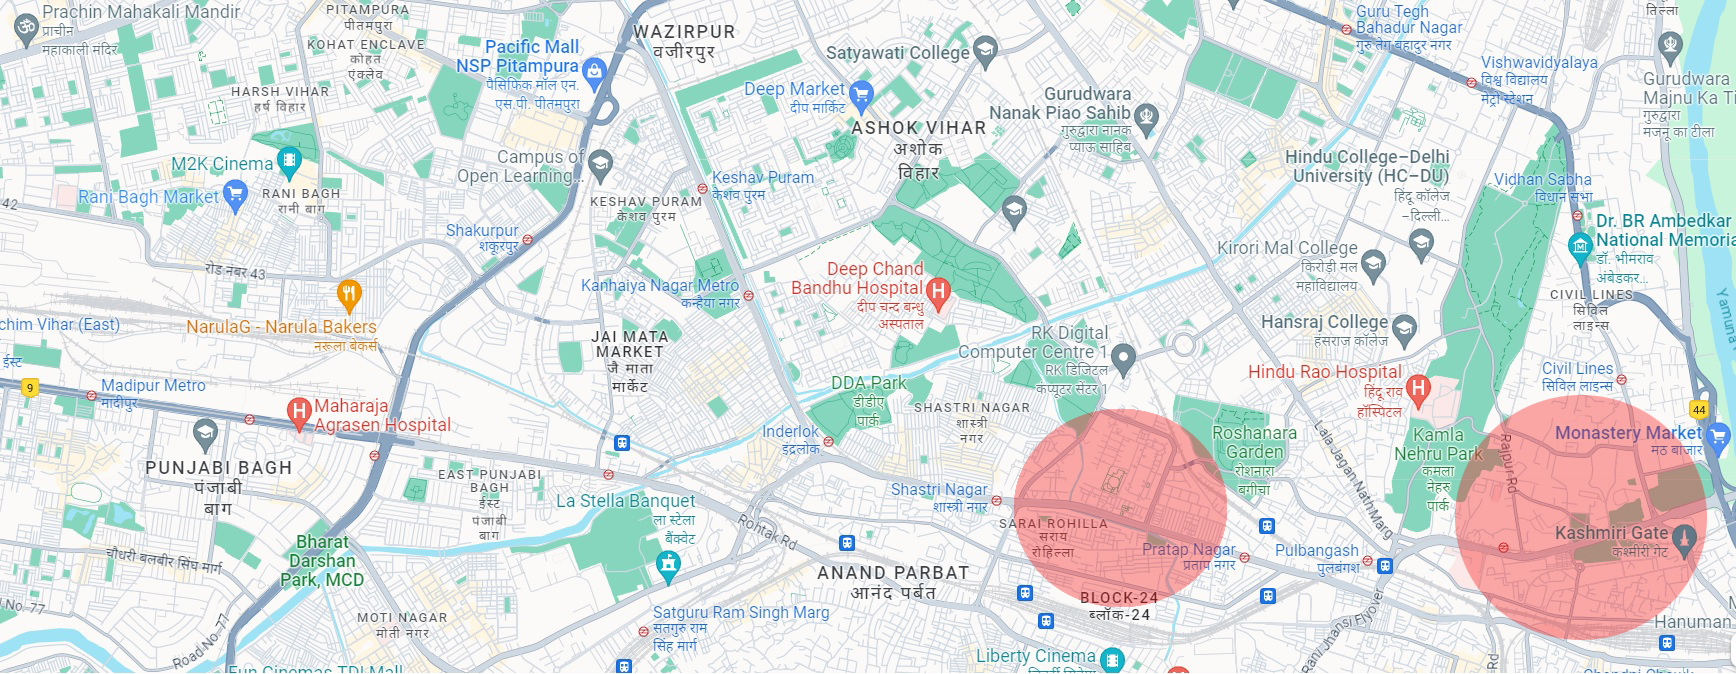 Prachin Mahakali Mandir
प्राचीन
महाकाली मंदिर
PITAMPURA
पीतमपुरा
KOHAT ENCLAVE
कोहत
एंक्लेव
Pacific Mall
NSP Pitampura
पैसिफिक मॉल एन.
एस.पी. पीतमपुरा
WAZIRPUR
वजीरपुर
Satyawati College
Guru Tegh
Bahadur Nagar
गुरु तेग बहादुर नगर
तिल्ला
Vishwavidyalaya
विश्व विद्यालय
मेट्रो स्टेशन
Gurudwara
Majnu Ka Ti
गुरुद्वारा
मजनू का टीला
HARSH VIHAR
हर्ष विहार
Deep Market
दीप मार्किट
ASHOK VIHAR
अशोक
विहार
Gurudwara
Nanak Piao Sahib
गुरुद्वारा नानक
प्याऊ साहिब
M2K Cinema
Rani Bagh Market
RANI BAGH
रानी बाग
Campus of
Open Learning...
KESHAV PURAM
केशव पुरम
Keshav Puram
केशव पुरम
Hindu College–Delhi
University (HC–DU)
हिंदू कॉलेज
–दिल्ली...
Vidhan Sabha
विधान सभा
Dr. BR Ambedkar
National Memoria
डॉ. भीमराव
अंबेडकर...
42
Shakurpur
शकूरपुर
रोड नंबर 43
Kirori Mal College
किरोड़ी मल
महाविद्यालय
Kanhaiya Nagar Metro
कन्हैया नगर
Deep Chand
Bandhu Hospital
दीप चन्द बन्धु
अस्पताल
CIVIL LINES
सिविल
लाइन्स
Yamuna
chim Vihar (East)
ईस्ट
NarulaG - Narula Bakers
नरूला बेकर्स
JAI MATA
MARKET
जै माता
मार्केट
RK Digital
Computer Centre 1
RK डिजिटल
कंप्यूटर सेंटर 1
Hansraj College
हंसराज कॉलेज
Hindu Rao Hospital
हिंदू राव
हॉस्पिटल
Civil Lines
सिविल लाइन्स
9
Madipur Metro
मादीपुर
Maharaja
Agrasen Hospital
DDA Park
डीडीए
पार्क
SHASTRI NAGAR
शास्त्री
नगर
44
Monastery Market
मठ बाजार
Inderlok
इंद्रलोक
Roshanara
Garden
रोशनारा
बगीचा
Lala Jagan Nath Marg
Kamla
Nehru Park
कमला
नेहरु
पार्क
Rajpur Rd
PUNJABI BAGH
पंजाबी
बाग
EAST PUNJABI
BAGH
ईस्ट
पंजाबी
बाग
La Stella Banquet
ला स्टेला
बैंक्वेट
Shastri Nagar
शास्त्री नगर
SARAI ROHILLA
सराय
रोहिल्ला
Rohtak Rd
Pratap Nagar
प्रताप नगर
Pulbangash
पुलबंगश
Kashmiri Gate
कश्मीरी गेट
Bharat
Darshan
Park, MCD
चौधरी बलबीर सिंघ मार्ग
ANAND PARBAT
आनंद पर्बत
BLOCK-24
ब्लॉक-24
No. 77
Road No. 77
MOTI NAGAR
मोती नगर
Satguru Ram Singh Marg
सतगुरु राम
सिंह मार्ग
Rani Jhansi Flyover
Hanuman
Liberty Cinema
Fun Cinemas TDI Mall
Rd
Chandni Chowk